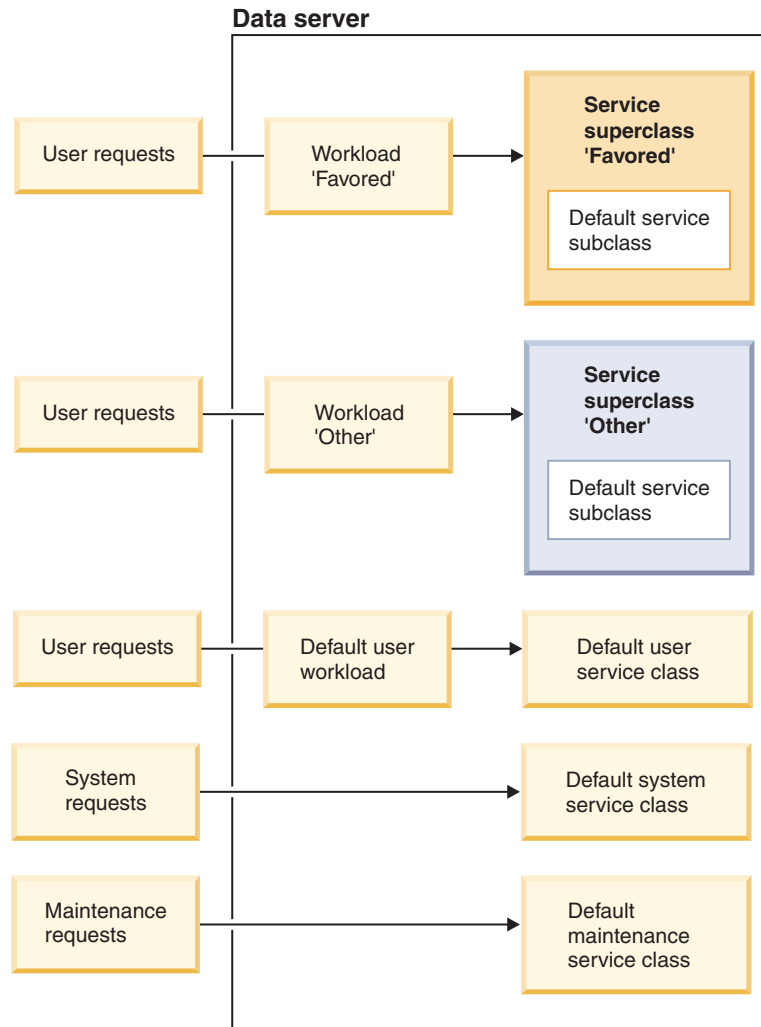 Data server
User requests
Workload
'Favored'
Service
superclass
'Favored'
Default service
subclass
User requests
Workload
'Other'
Service
superclass
'Other'
Default service
subclass
User requests
Default user
workload
Default user
service class
System
requests
Default system
service class
Maintenance
requests
Default
maintenance
service class